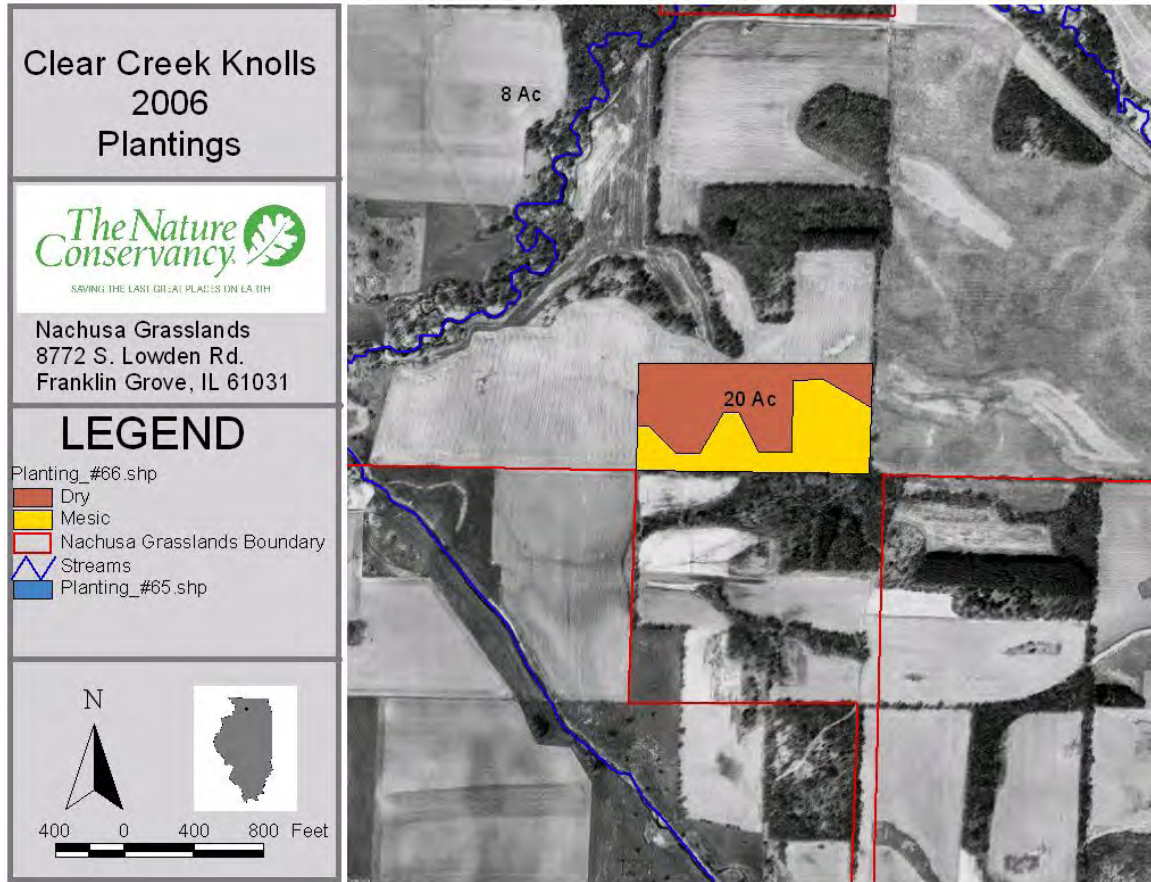 Clear Creek Knolls
2006
Plantings
The Nature
Conservancy
SAVING THE LAST GREAT PLACES ON EARTH
Nachusa Grasslands
8772 S. Lowden Rd.
Franklin Grove, IL 61031
LEGEND
Planting_#66.shp
Dry
Mesic
Nachusa Grasslands Boundary
Streams
Planting_#65.shp
N
400 0 400 800 Feet
8 Ac
20 Ac